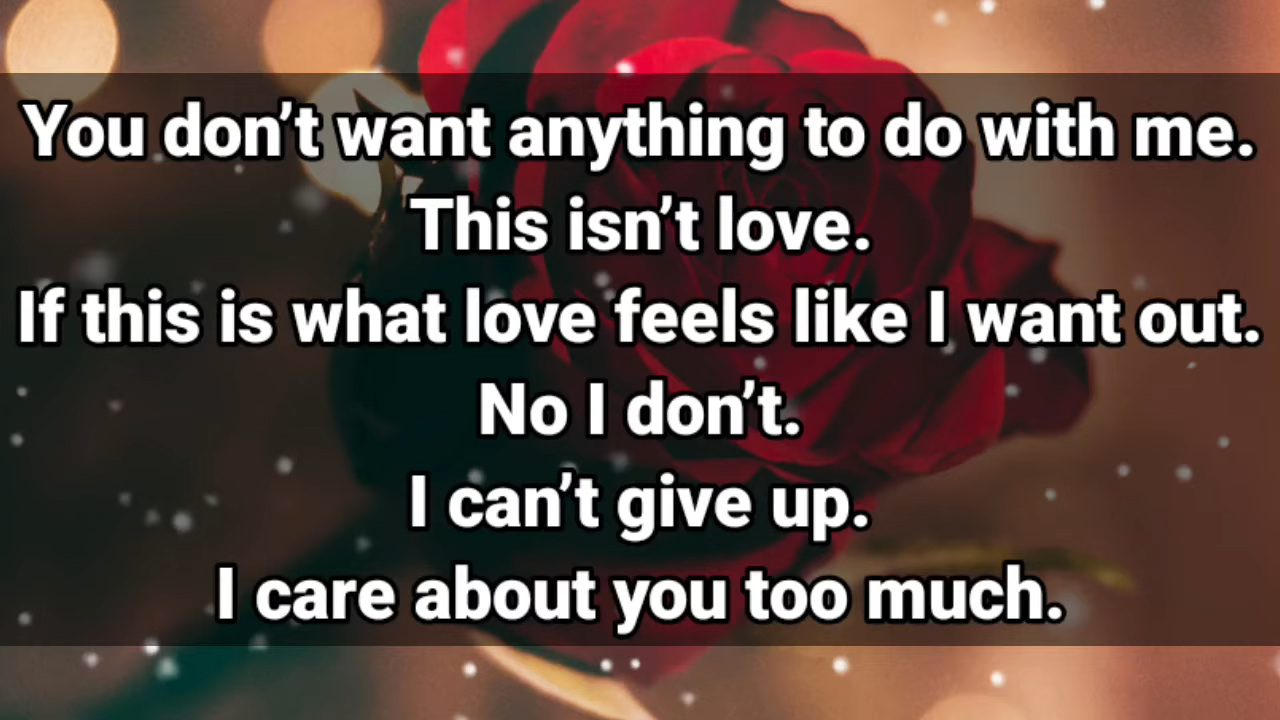 You don’t want anything to do with me.
This isn’t love.
If this is what love feels like I want out.
No I don’t.
I can’t give up.
I care about you too much.